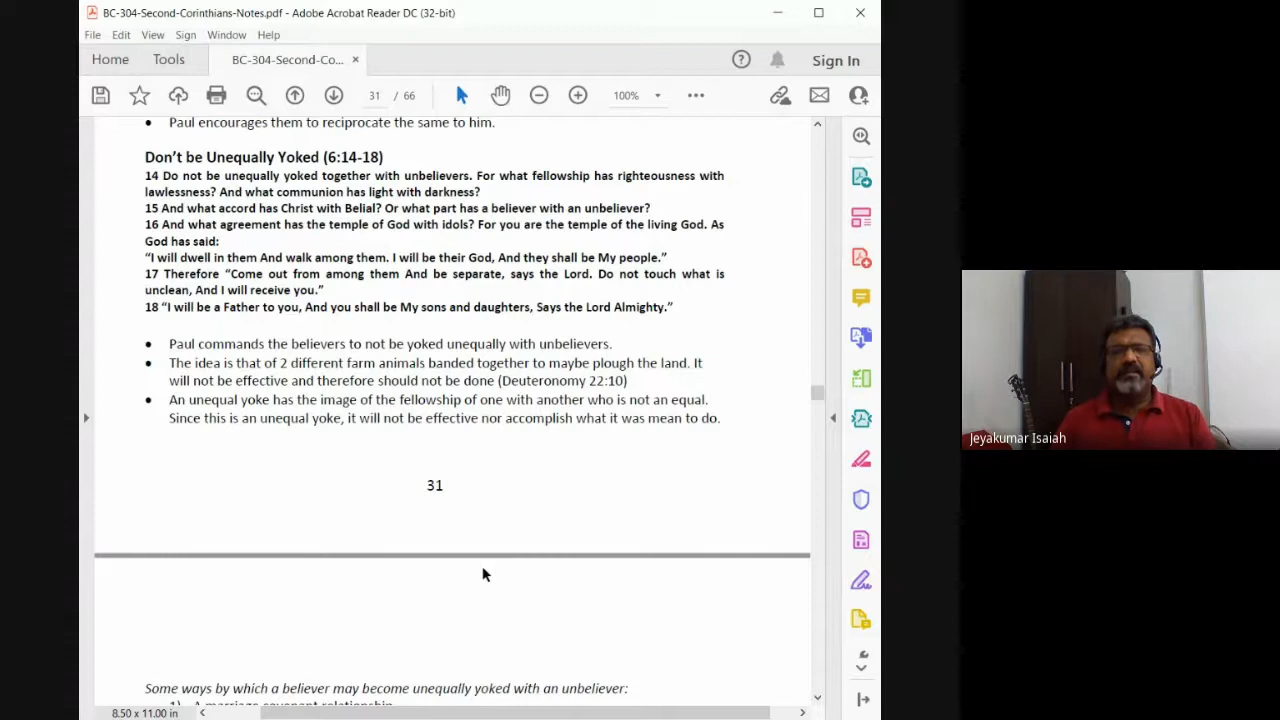 BC-304-Second-Corinthians-Notes.pdf - Adobe Acrobat Reader DC (32-bit)
File Edit View Sign Window Help
Home Tools BC-304-Second-Co... × Sign In
31 / 66 100%
• Paul encourages them to reciprocate the same to him.
Don't be Unequally Yoked (6:14-18)
14 Do not be unequally yoked together with unbelievers. For what fellowship has righteousness with
lawlessness? And what communion has light with darkness?
15 And what accord has Christ with Belial? Or what part has a believer with an unbeliever?
16 And what agreement has the temple of God with idols? For you are the temple of the living God. As
God has said:
“I will dwell in them And walk among them. I will be their God, And they shall be My people.”
17 Therefore “Come out from among them And be separate, says the Lord. Do not touch what is
unclean, And I will receive you.”
18 “I will be a Father to you, And you shall be My sons and daughters, Says the Lord Almighty.”
• Paul commands the believers to not be yoked unequally with unbelievers.
• The idea is that of 2 different farm animals banded together to maybe plough the land. It
will not be effective and therefore should not be done (Deuteronomy 22:10)
• An unequal yoke has the image of the fellowship of one with another who is not an equal.
Since this is an unequal yoke, it will not be effective nor accomplish what it was mean to do.
31
Some ways by which a believer may become unequally yoked with an unbeliever:
1) A marriage covenant relationship
8.50 x 11.00 in
Jeyakumar Isaiah